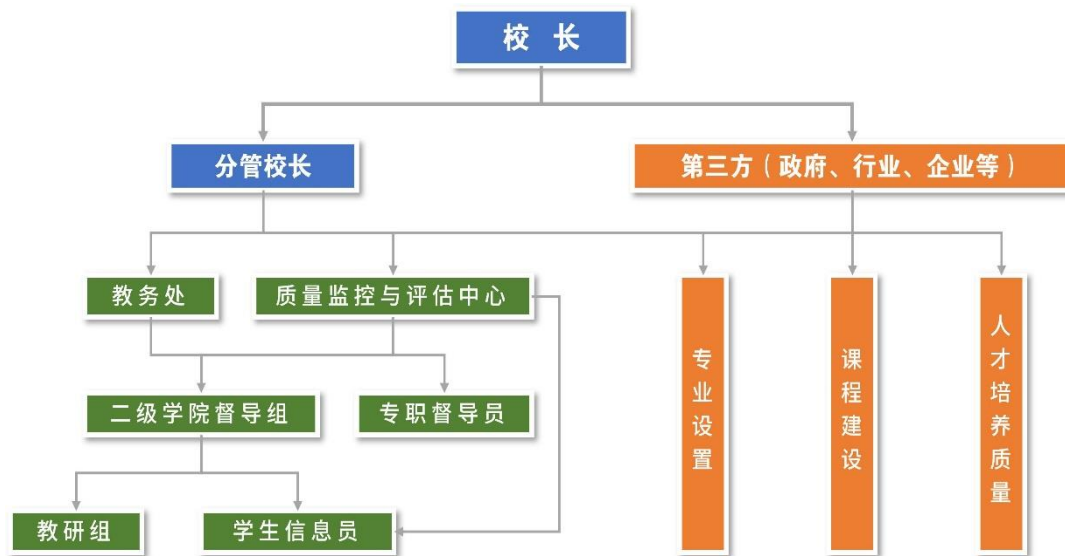 校长
分管校长
第三方（政府、行业、企业等）
教务处
质量监控与评估中心
专业设置
课程建设
人才培养质量
二级学院督导组
专职督导员
教研组
学生信息员